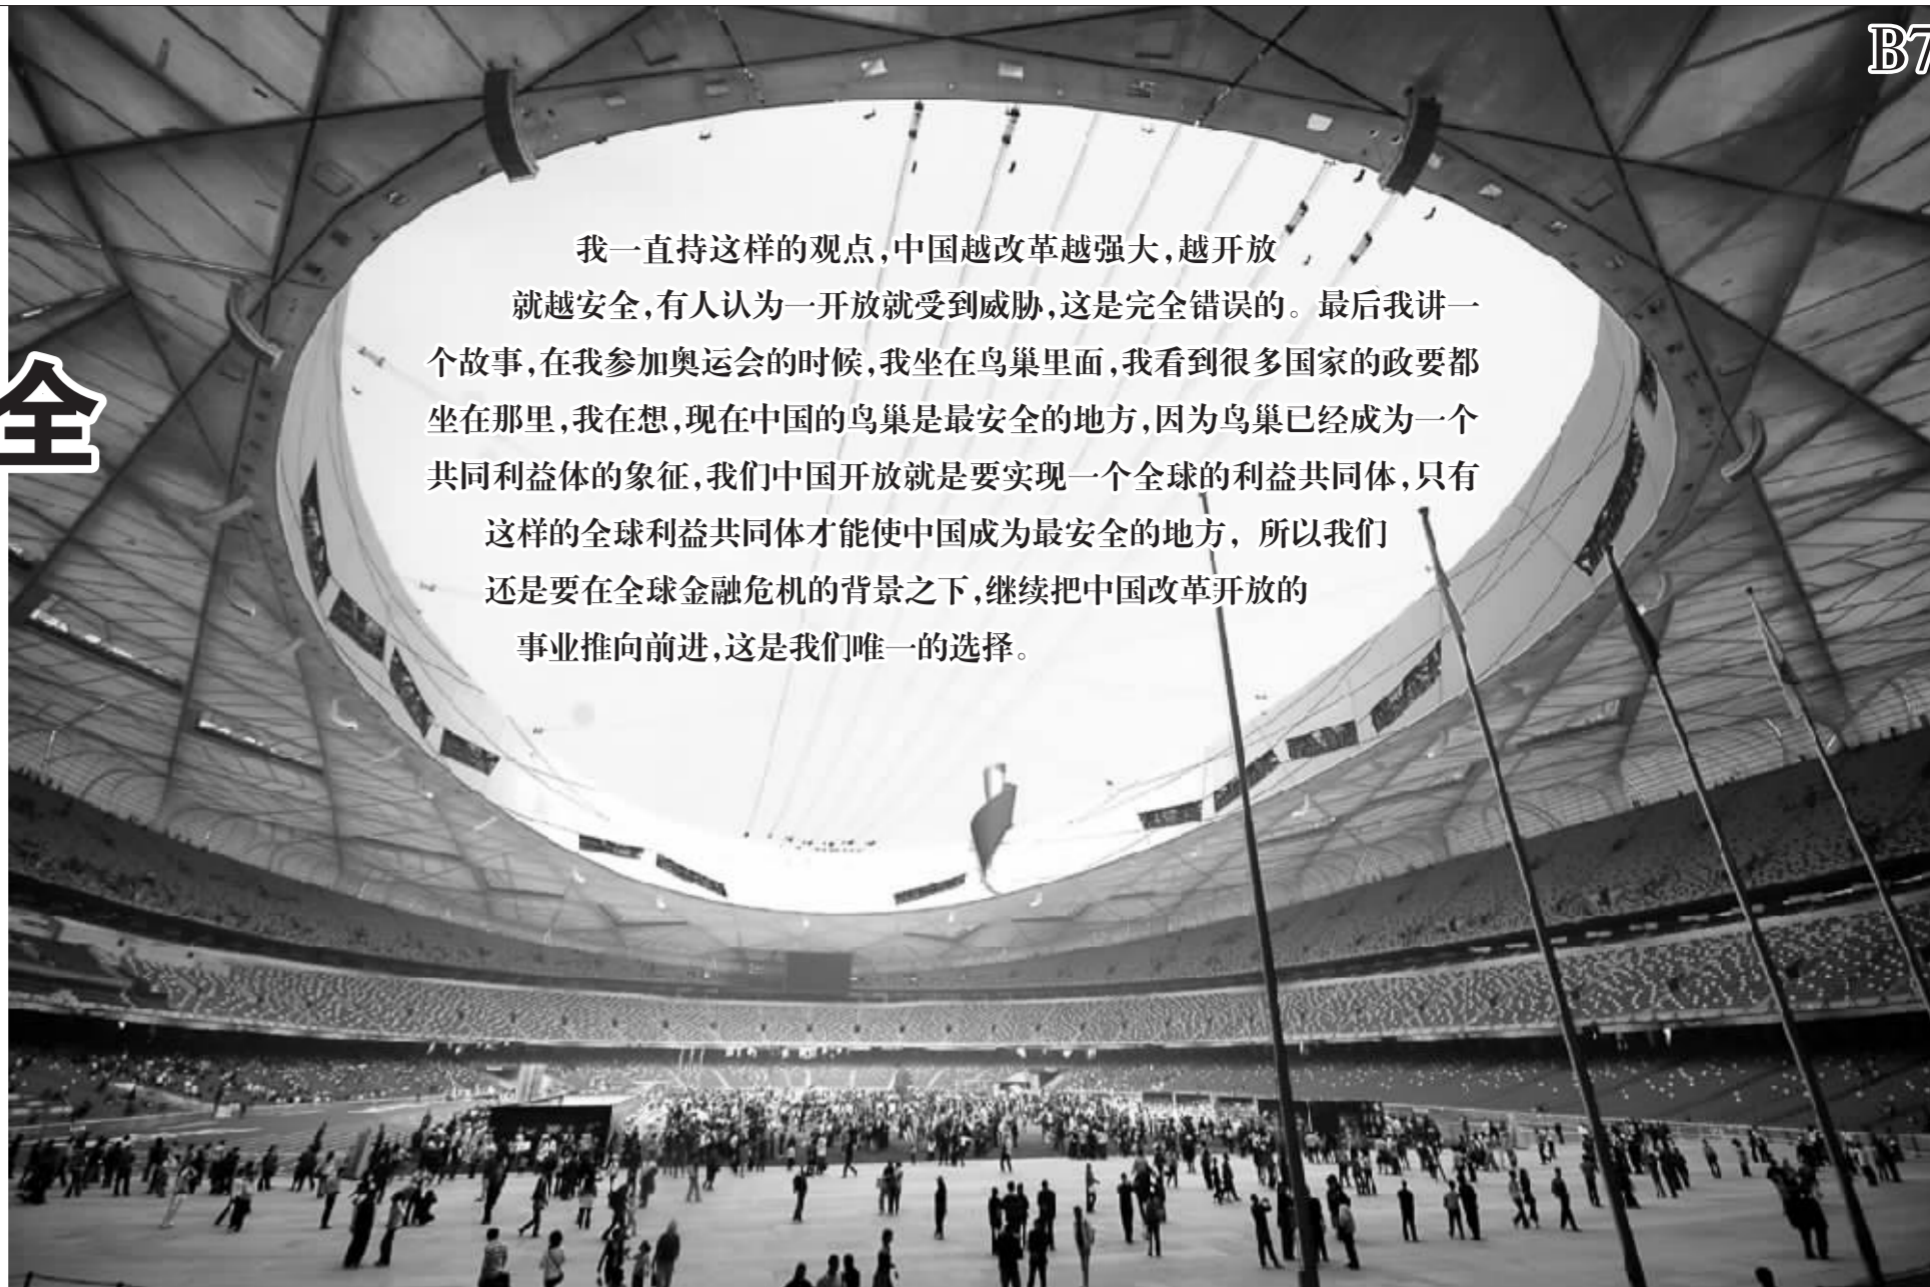 B7
我一直持这样的观点,中国越改革越强大,越开放
就越安全,有人认为一开放就受到威胁,这是完全错误的。最后我讲一
个故事,在我参加奥运会的时候,我坐在鸟巢里面,我看到很多国家的政要都
坐在那里,我在想,现在中国的鸟巢是最安全的地方,因为鸟巢已经成为一个
共同利益体的象征,我们中国开放就是要实现一个全球的利益共同体,只有
这样的全球利益共同体才能使中国成为最安全的地方，所以我们
还是要在全球金融危机的背景之下,继续把中国改革开放的
事业推向前进,这是我们唯一的选择。
全